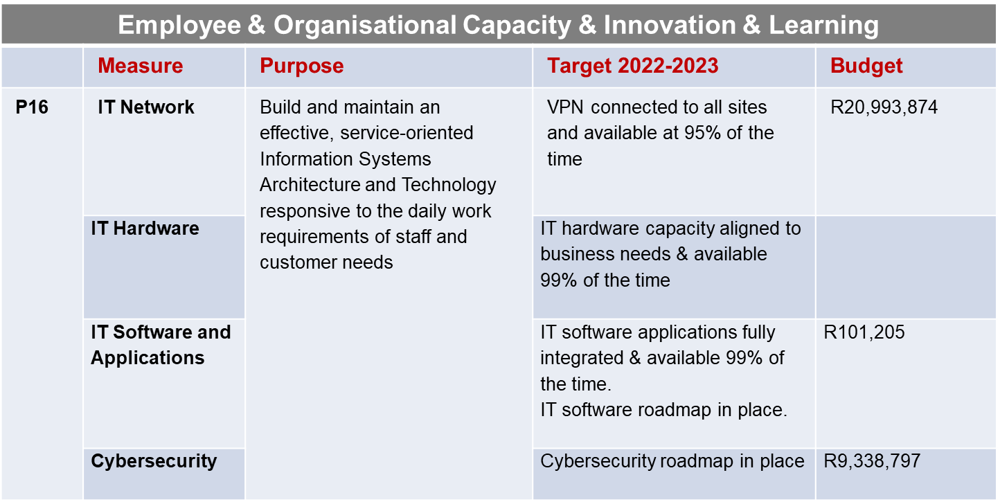 Employee & Organisational Capacity & Innovation & Learning
Measure Purpose Target 2022-2023 Budget
P16
IT Network
Build and maintain an
effective, service-oriented
Information Systems
Architecture and Technology
responsive to the daily work
requirements of staff and
customer needs
VPN connected to all sites
and available at 95% of the
time
R20,993,874
IT Hardware
IT hardware capacity aligned to
business needs & available
99% of the time
IT Software and
Applications
IT software applications fully
integrated & available 99% of
the time.
IT software roadmap in place.
R101,205
Cybersecurity
Cybersecurity roadmap in place
R9,338,797